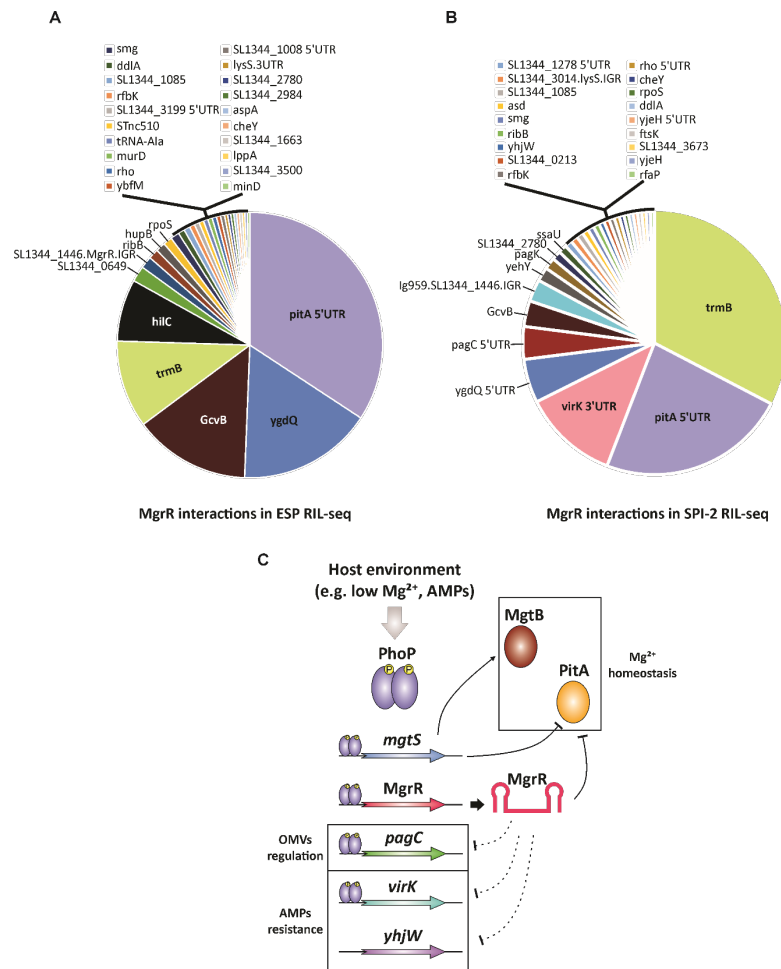 A
smg
ddlA
SL1344_1085
rfbK
SL1344_3199 5'UTR
STnc510
tRNA-Ala
murD
rho
ybfM
SL1344_1008 5'UTR
lysS.3UTR
SL1344_2780
SL1344_2984
aspA
cheY
SL1344_1663
lppA
SL1344_3500
minD
rpoS
hupB
ribB
SL1344_1446.MgrR.IGR
SL1344_0649
hilC
trmB
GcvB
ygdQ
pitA 5'UTR
MgrR interactions in ESP RIL-seq
B
SL1344_1278 5'UTR
SL1344_3014.lysS.IGR
SL1344_1085
asd
smg
ribB
yhjW
SL1344_0213
rfbK
rho 5'UTR
cheY
rpoS
ddlA
yjeH 5'UTR
ftsK
SL1344_3673
yjeH
rfaP
ssaU
SL1344_2780
pagK
yehY
lg959.SL1344_1446.IGR
GcvB
pagC 5'UTR
ygdQ 5'UTR
virK 3'UTR
pitA 5'UTR
trmB
MgrR interactions in SPI-2 RIL-seq
C
Host environment
(e.g. low Mg²⁺, AMPs)
PhoP
P P
MgtB
PitA
Mg²⁺
homeostasis
P P
mgtS
P P
MgrR
MgrR
OMVs
regulation
P P
pagC
AMPs
resistance
P P
virK
yhjW